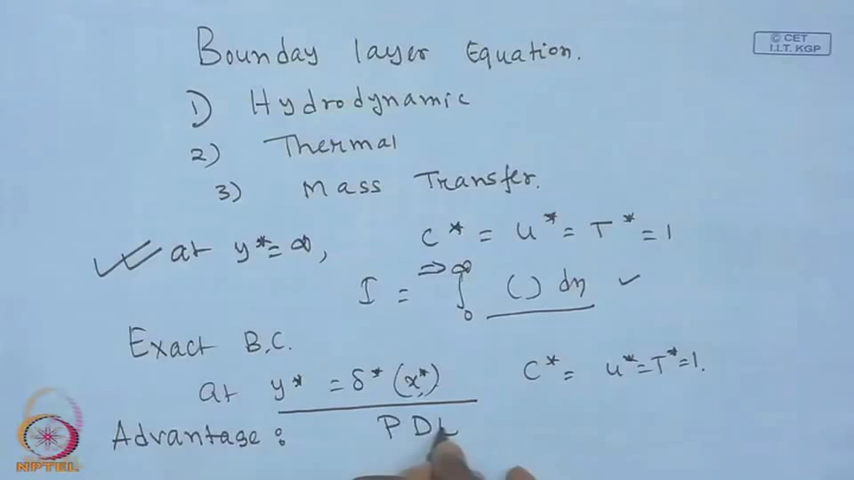 Bounday layer Equation.
© CET
I.I.T. KGP
1) Hydrodynamic
2) Thermal
3) Mass Transfer.
at y* = ∞, C* = u* = T* = 1
I = ∫₀^⇒∞ ( ) dη ✓
Exact B.C.
at y* = δ*(x*) C* = u* = T* = 1.
Advantage : PD
NPTEL